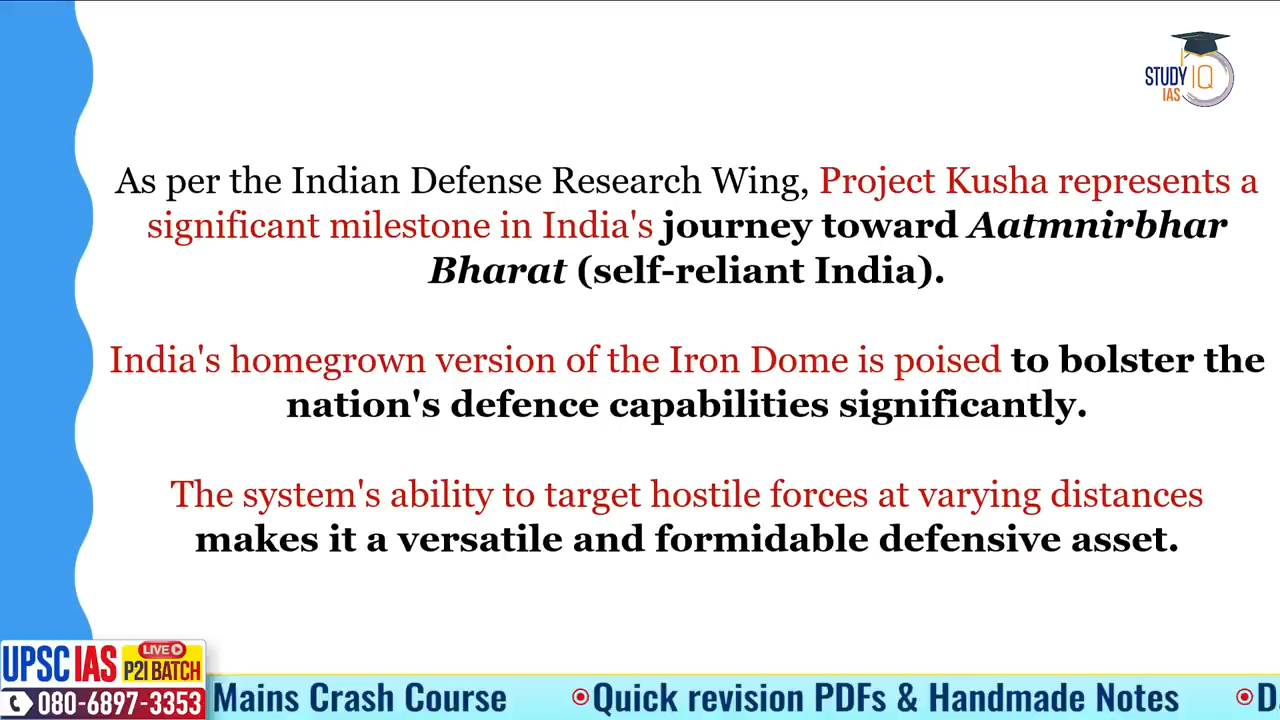 STUDY IQ
IAS
As per the Indian Defense Research Wing, Project Kusha represents a
significant milestone in India's journey toward Aatmnirbhar
Bharat (self-reliant India).
India's homegrown version of the Iron Dome is poised to bolster the
nation's defence capabilities significantly.
The system's ability to target hostile forces at varying distances
makes it a versatile and formidable defensive asset.
UPSC IAS LIVE P2I BATCH
080-6897-3353
Mains Crash Course Quick revision PDFs & Handmade Notes